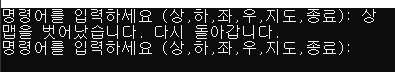 명령어를 입력하세요 (상,하,좌,우,지도,종료): 상
맵을 벗어났습니다. 다시 돌아갑니다.
명령어를 입력하세요 (상,하,좌,우,지도,종료):